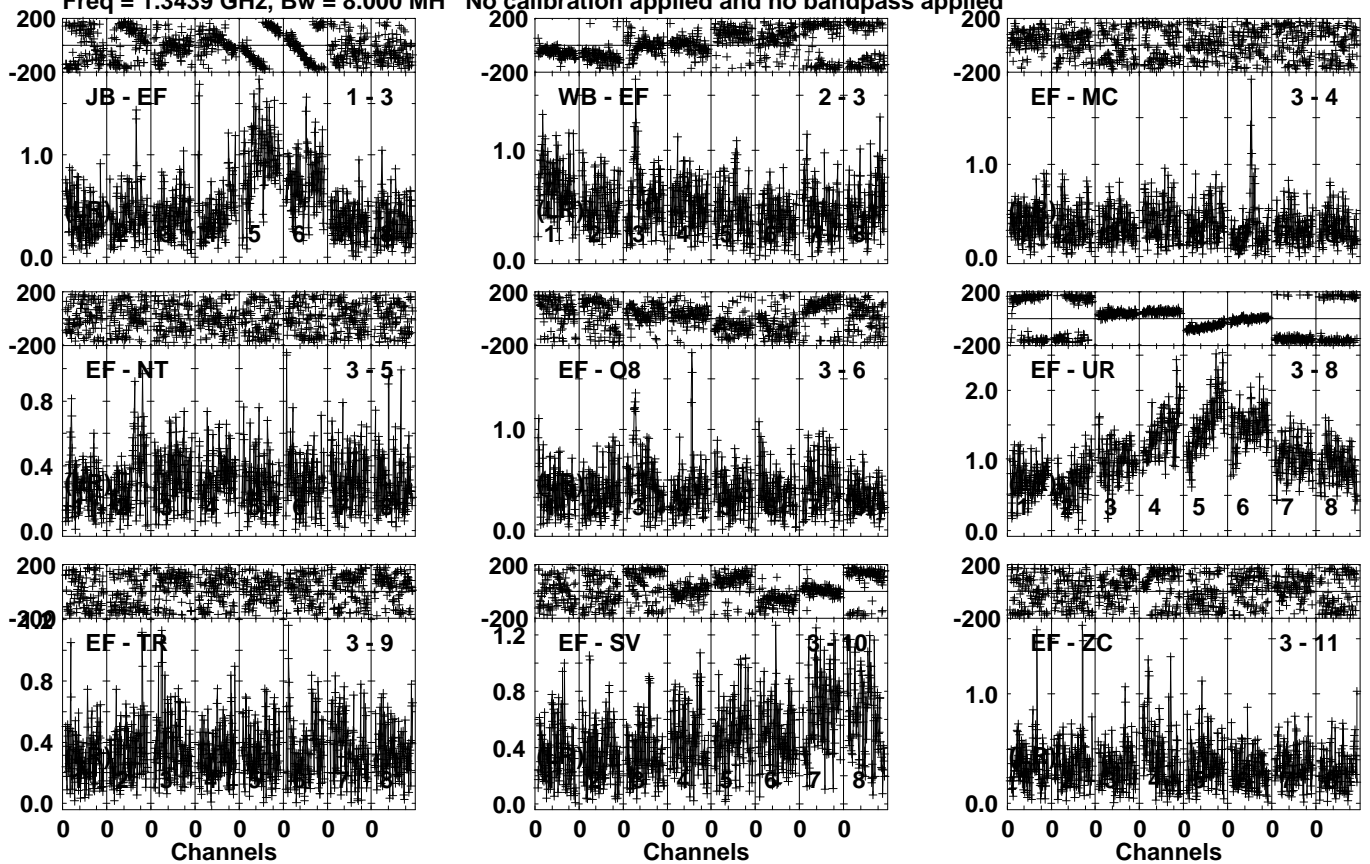 Freq = 1.3439 GHz, Bw = 8.000 MH No calibration applied and no bandpass applied
200 200 200
-200 -200 -200
JB - EF 1 - 3 WB - EF 2 - 3 EF - MC 3 - 4
1.0 1.0 1.0
5 6 1 2 3 4
0.0 0.0 0.0
200 200 200
-200 -200 -200
EF - NT 3 - 5 EF - O8 3 - 6 EF - UR 3 - 8
0.8 1.0 2.0
0.4 1.0
1 2 3 4 5 6 7 8
0.0 0.0 0.0
200 200 200
-200 -200 -200
1.2 EF - TR 3 - 9 1.2 EF - SV 3 - 10 EF - ZC 3 - 11
0.8 0.8 1.0
0.4 0.4
4 5 6 7 8
0.0 0.0 0.0
0 0 0 0 0 0 0 0 0 0 0 0 0 0 0 0 0 0 0 0 0 0 0 0
Channels Channels Channels